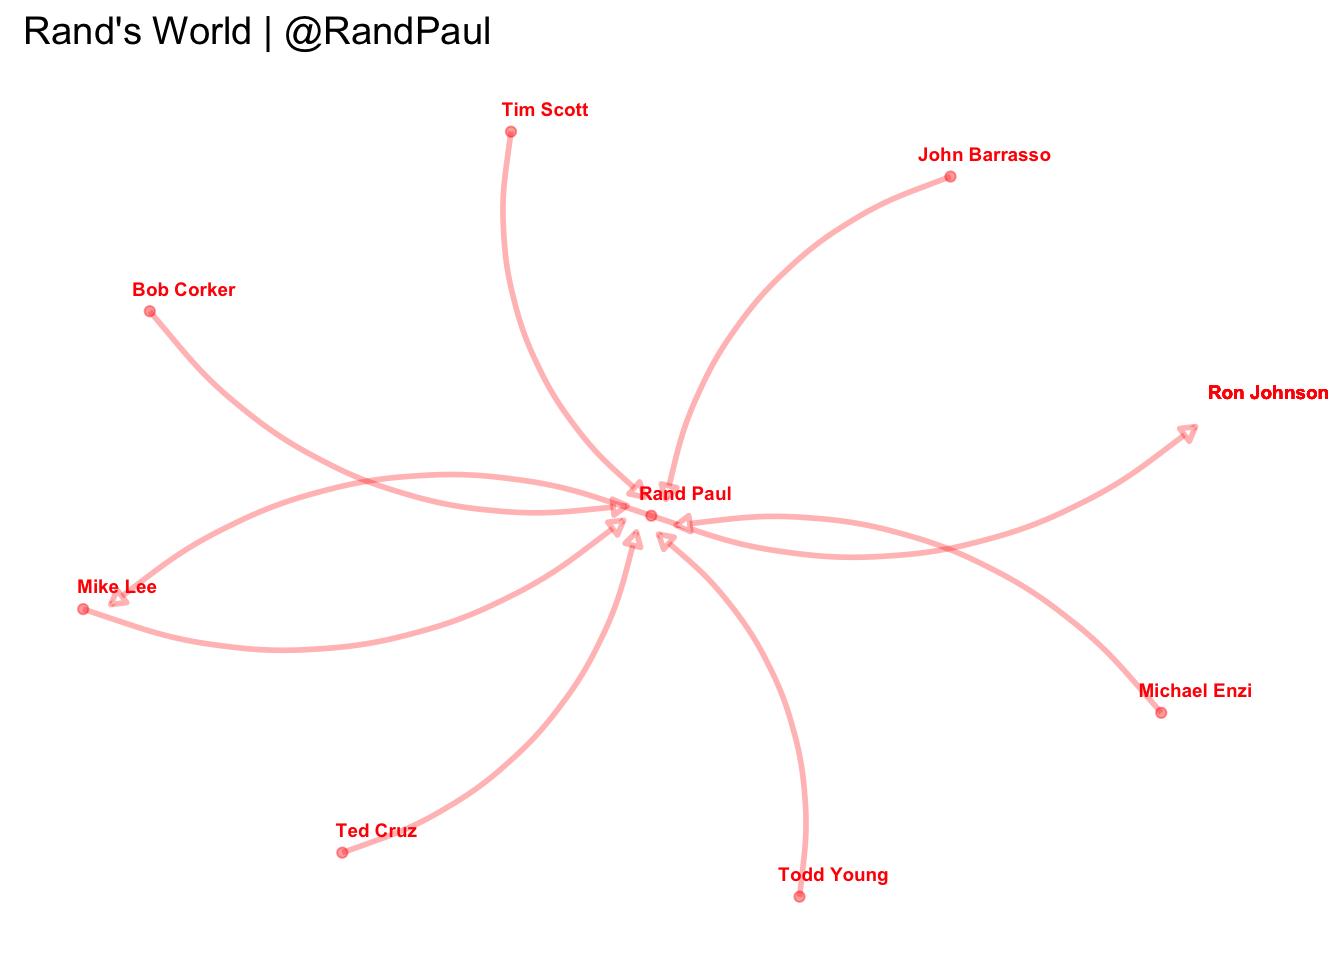 Rand's World | @RandPaul
Tim Scott
John Barrasso
Bob Corker
Ron Johnson
Rand Paul
Mike Lee
Michael Enzi
Ted Cruz
Todd Young